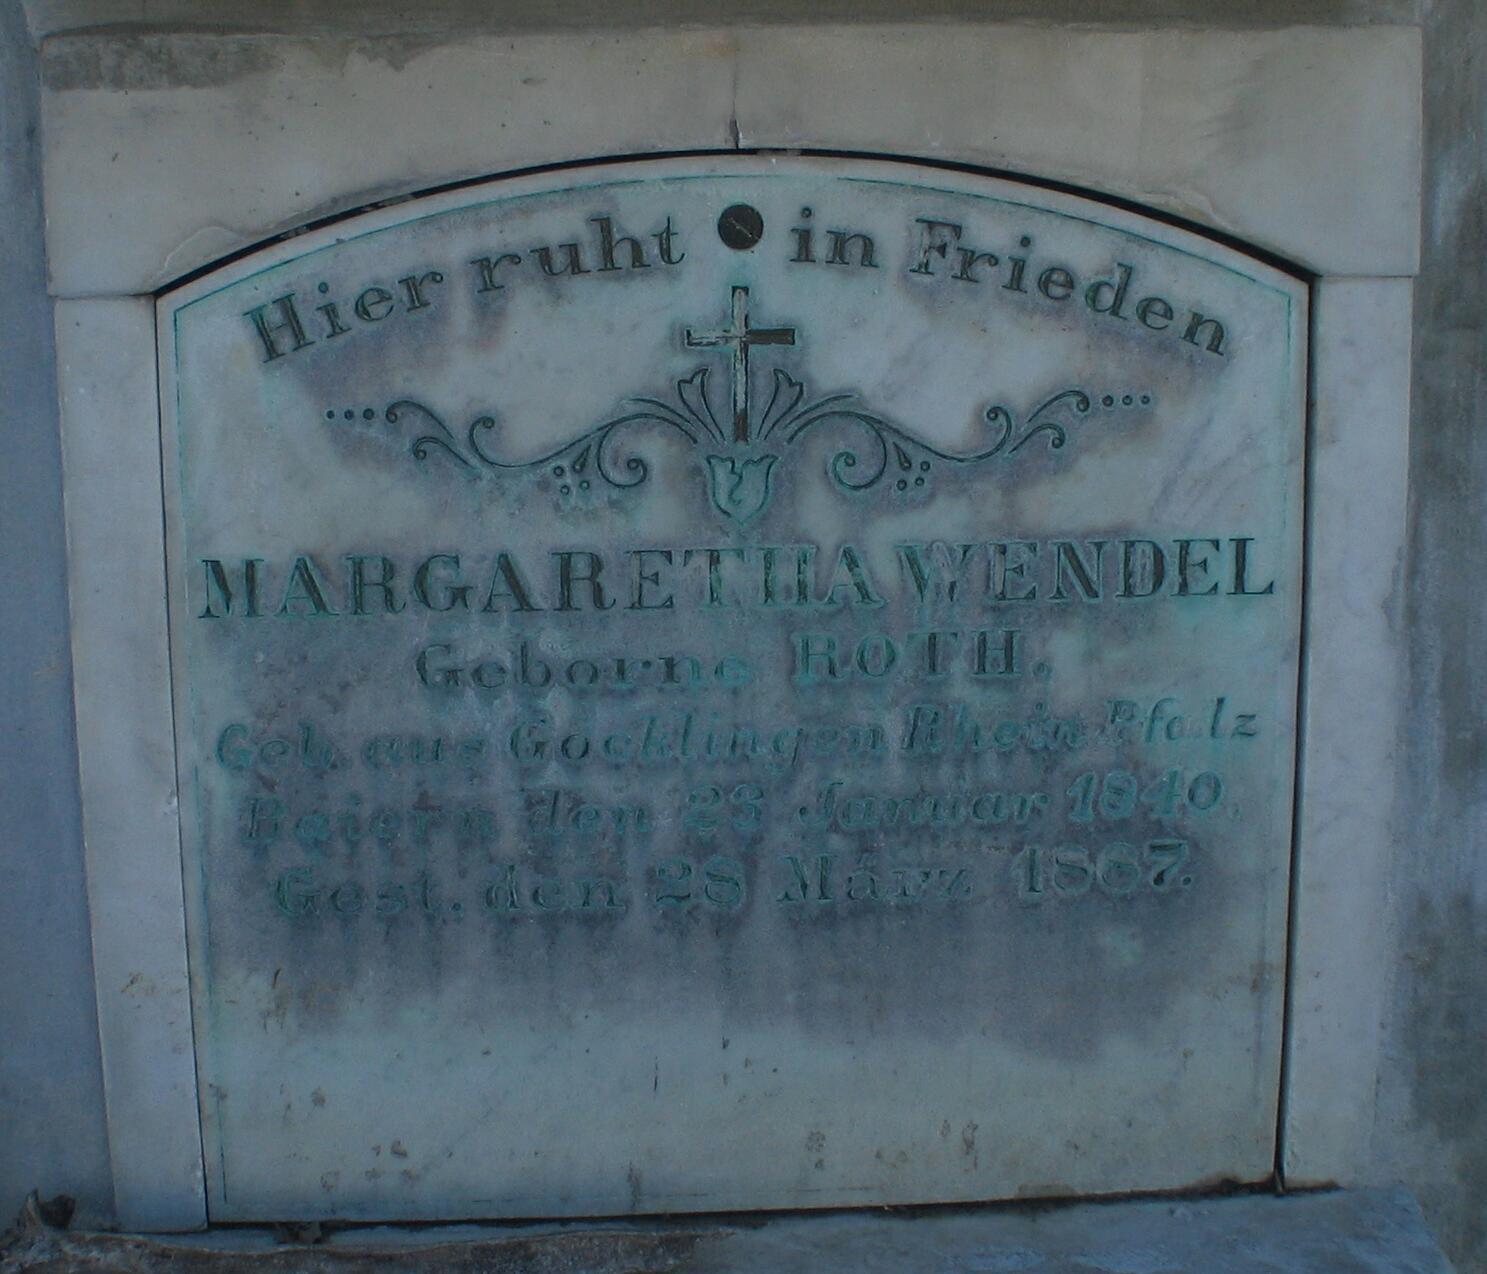 Hier ruht in Frieden
MARGARETHA WENDEL
Geborne ROTH.
Geb. aus Gocklingen Rhein Pfalz
Baiern den 23 Januar 1840.
Gest. den 28 März 1867.